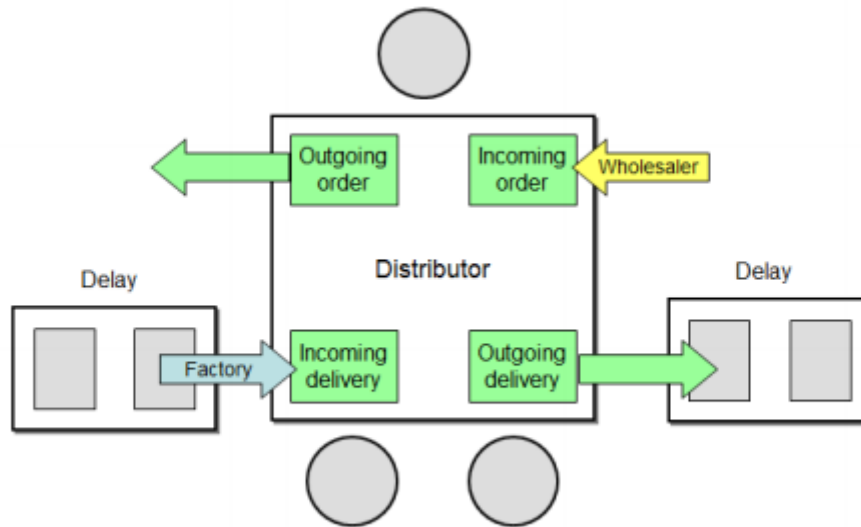 Outgoing
order
Incoming
order
Wholesaler
Distributor
Delay
Delay
Factory
Incoming
delivery
Outgoing
delivery